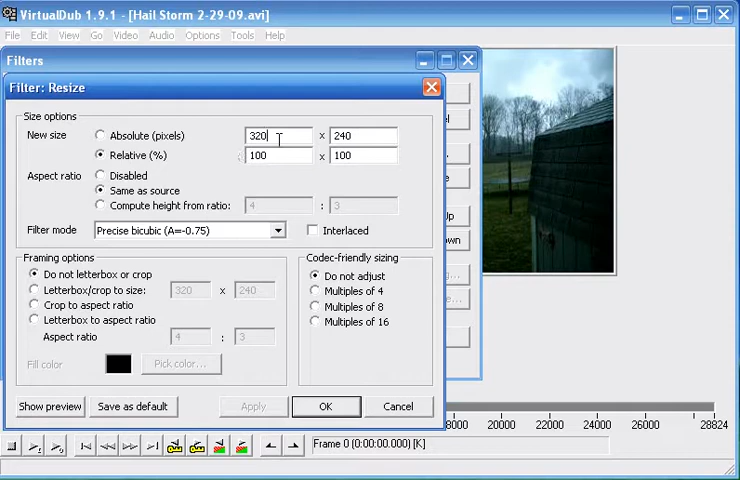 VirtualDub 1.9.1 - [Hail Storm 2-29-09.avi]
File Edit View Go Video Audio Options Tools Help
Filters
Filter: Resize
Size options
New size Absolute (pixels) 320 x 240
Relative (%) 100 x 100
Aspect ratio Disabled
Same as source
Compute height from ratio: 4 : 3
Filter mode Precise bicubic (A=-0.75) Interlaced
Framing options
Do not letterbox or crop
Letterbox/crop to size: 320 x 240
Crop to aspect ratio
Letterbox to aspect ratio
Aspect ratio 4 : 3
Fill color Pick color...
Codec-friendly sizing
Do not adjust
Multiples of 4
Multiples of 8
Multiples of 16
Show preview Save as default Apply OK Cancel
18000 20000 22000 24000 26000 28824
Frame 0 (0:00:00.000) [K]